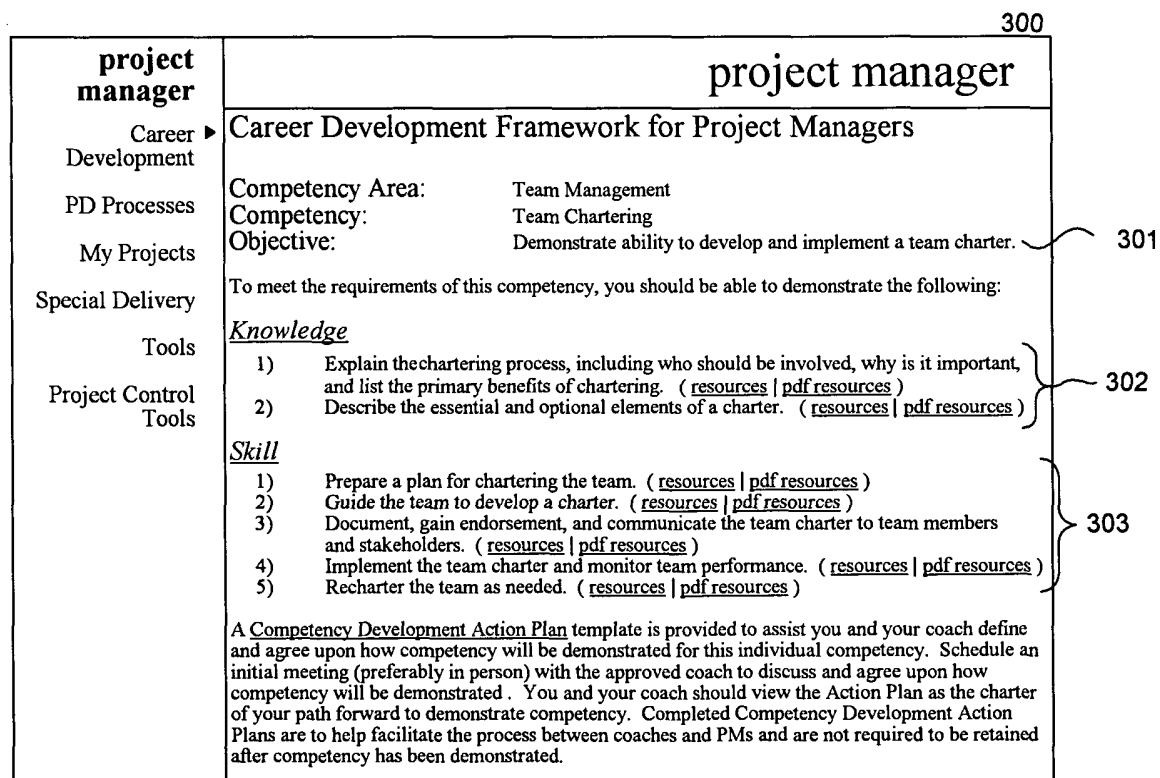 300
project
manager
project manager
Career ▶
Development
PD Processes
My Projects
Special Delivery
Tools
Project Control
Tools
Career Development Framework for Project Managers
Competency Area: Team Management
Competency: Team Chartering
Objective: Demonstrate ability to develop and implement a team charter.
301
To meet the requirements of this competency, you should be able to demonstrate the following:
Knowledge
1) Explain thechartering process, including who should be involved, why is it important,
and list the primary benefits of chartering. ( resources | pdf resources )
2) Describe the essential and optional elements of a charter. ( resources | pdf resources )
302
Skill
1) Prepare a plan for chartering the team. ( resources | pdf resources )
2) Guide the team to develop a charter. ( resources | pdf resources )
3) Document, gain endorsement, and communicate the team charter to team members
and stakeholders. ( resources | pdf resources )
4) Implement the team charter and monitor team performance. ( resources | pdf resources )
5) Recharter the team as needed. ( resources | pdf resources )
303
A Competency Development Action Plan template is provided to assist you and your coach define
and agree upon how competency will be demonstrated for this individual competency. Schedule an
initial meeting (preferably in person) with the approved coach to discuss and agree upon how
competency will be demonstrated . You and your coach should view the Action Plan as the charter
of your path forward to demonstrate competency. Completed Competency Development Action
Plans are to help facilitate the process between coaches and PMs and are not required to be retained
after competency has been demonstrated.